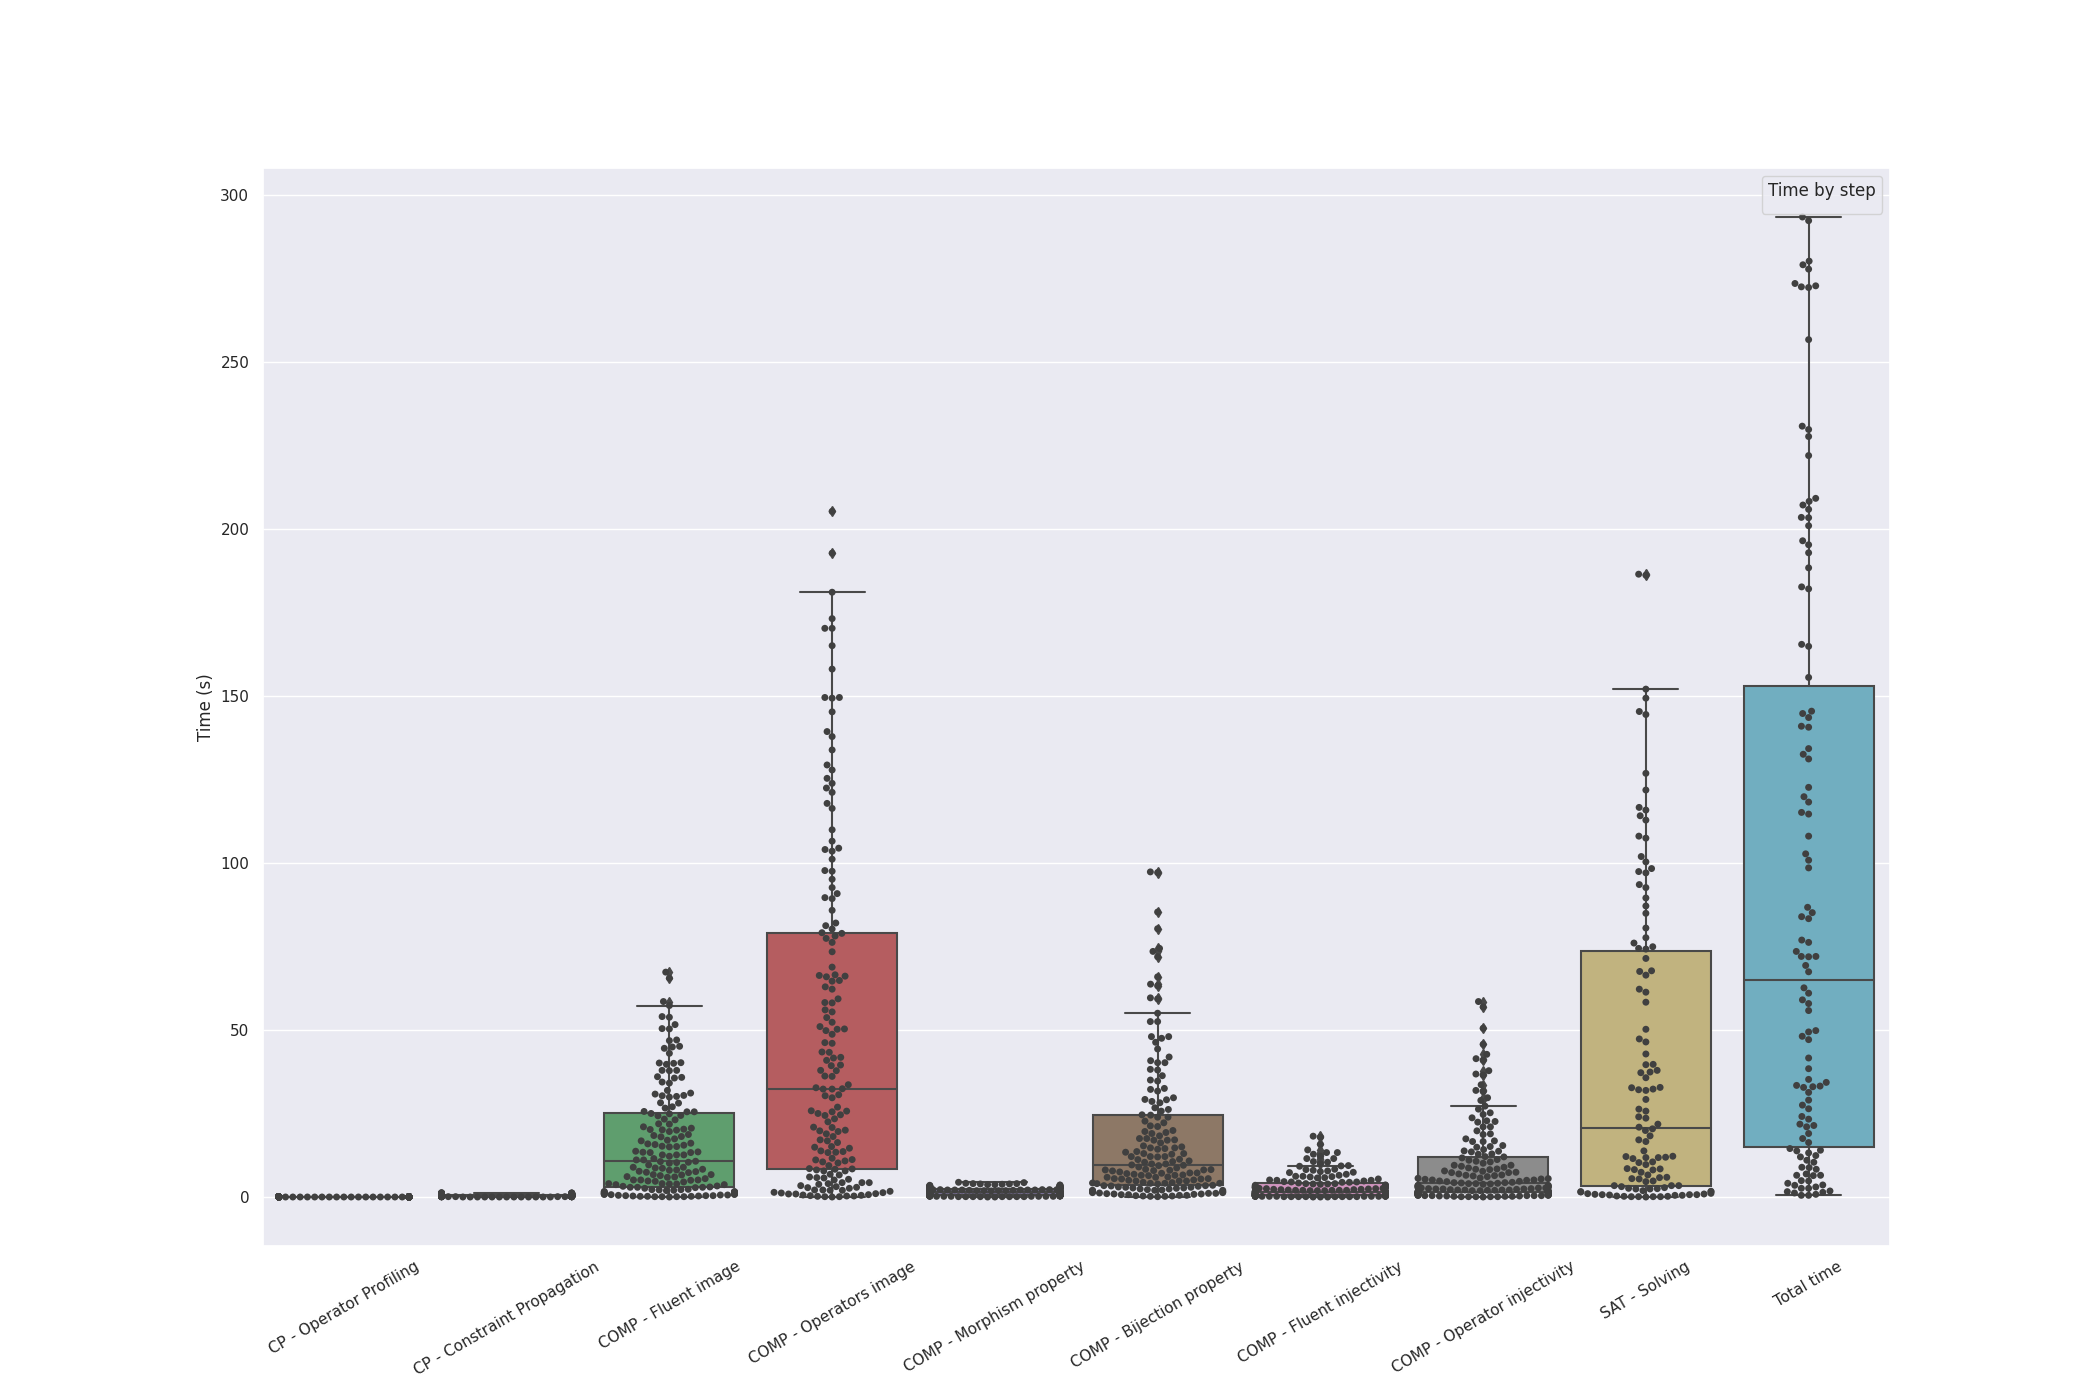 Time by step
300
250
200
150
100
50
0
Time (s)
CP - Operator Profiling
CP - Constraint Propagation
COMP - Fluent image
COMP - Operators image
COMP - Morphism property
COMP - Bijection property
COMP - Fluent injectivity
COMP - Operator injectivity
SAT - Solving
Total time